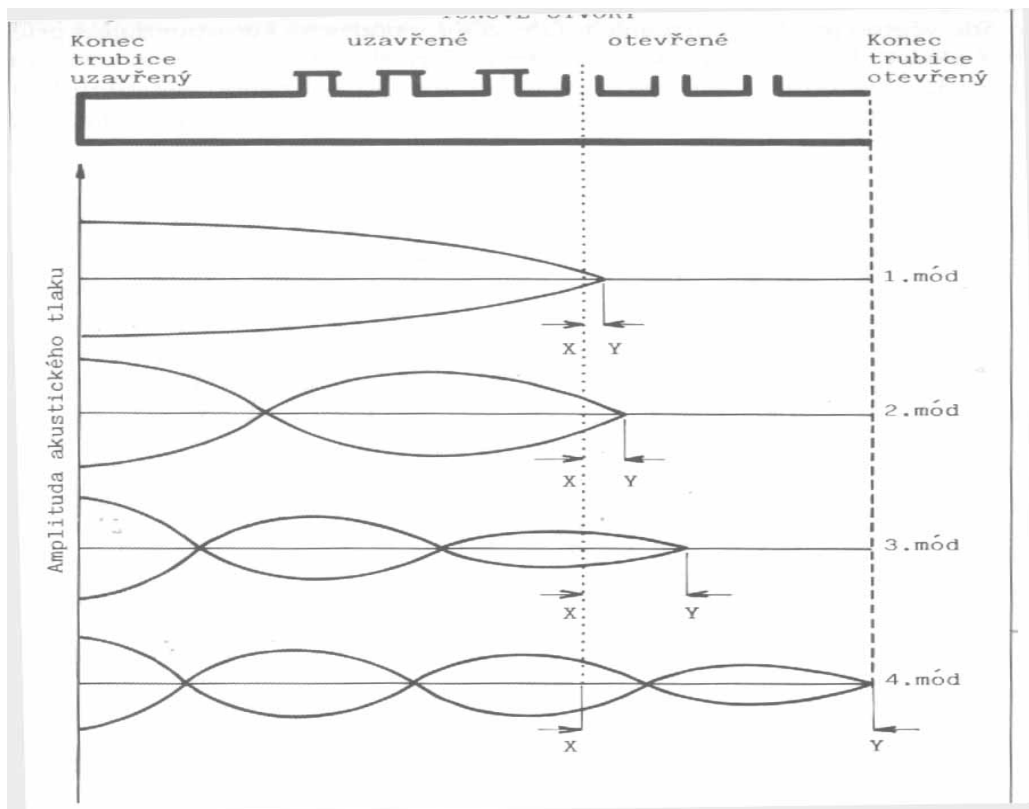 Konec
trubice
uzavřený
uzavřené
otevřené
Konec
trubice
otevřený
Amplituda akustického tlaku
1.mód
X Y
2.mód
X Y
3.mód
X Y
4.mód
X Y